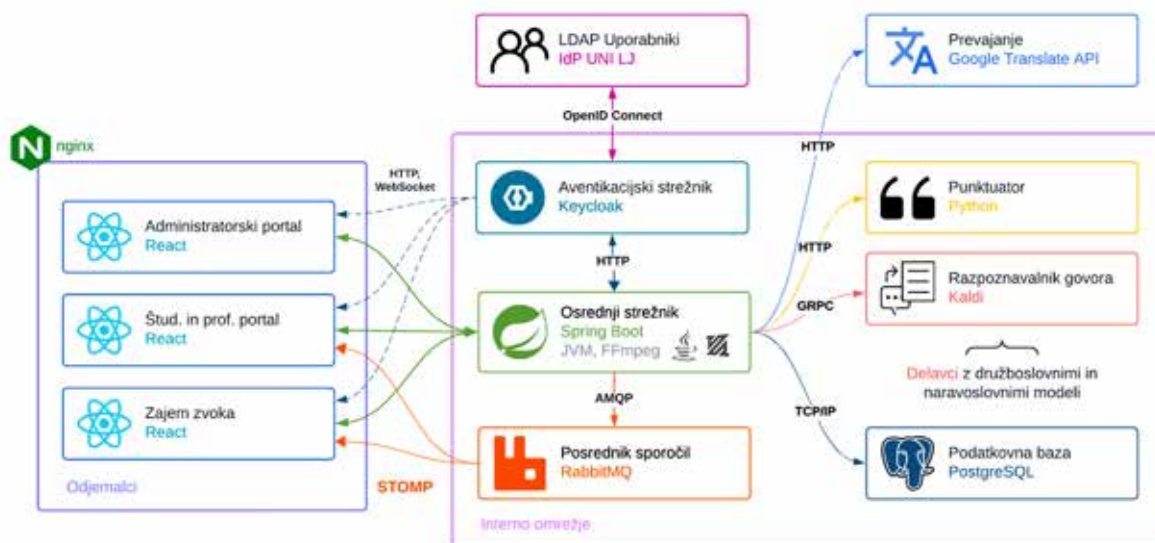 LDAP Uporabniki
IdP UNI LJ
Prevajanje
Google Translate API
OpenID Connect
nginx
HTTP,
WebSocket
HTTP
Aventikacijski strežnik
Keycloak
Punktuator
Python
Administratorski portal
React
HTTP
HTTP
Razpoznavalnik govora
Kaldi
GRPC
Štud. in prof. portal
React
Osrednji strežnik
Spring Boot
JVM, FFmpeg
Delavci z družboslovnimi in
naravoslovnimi modeli
AMQP
TCP/IP
Zajem zvoka
React
Posrednik sporočil
RabbitMQ
Podatkovna baza
PostgreSQL
Odjemalci
STOMP
Interno omrežje